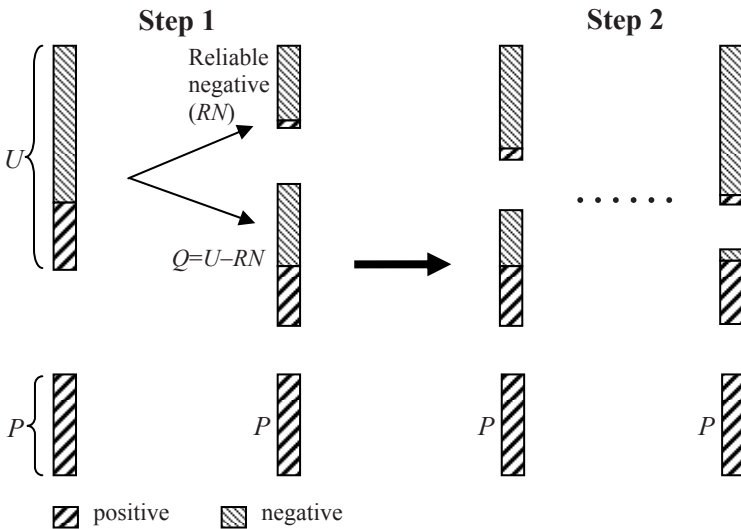 Step 1
Step 2
Reliable
negative
(RN)
U
Q=U–RN
......
P
P
P
P
positive
negative